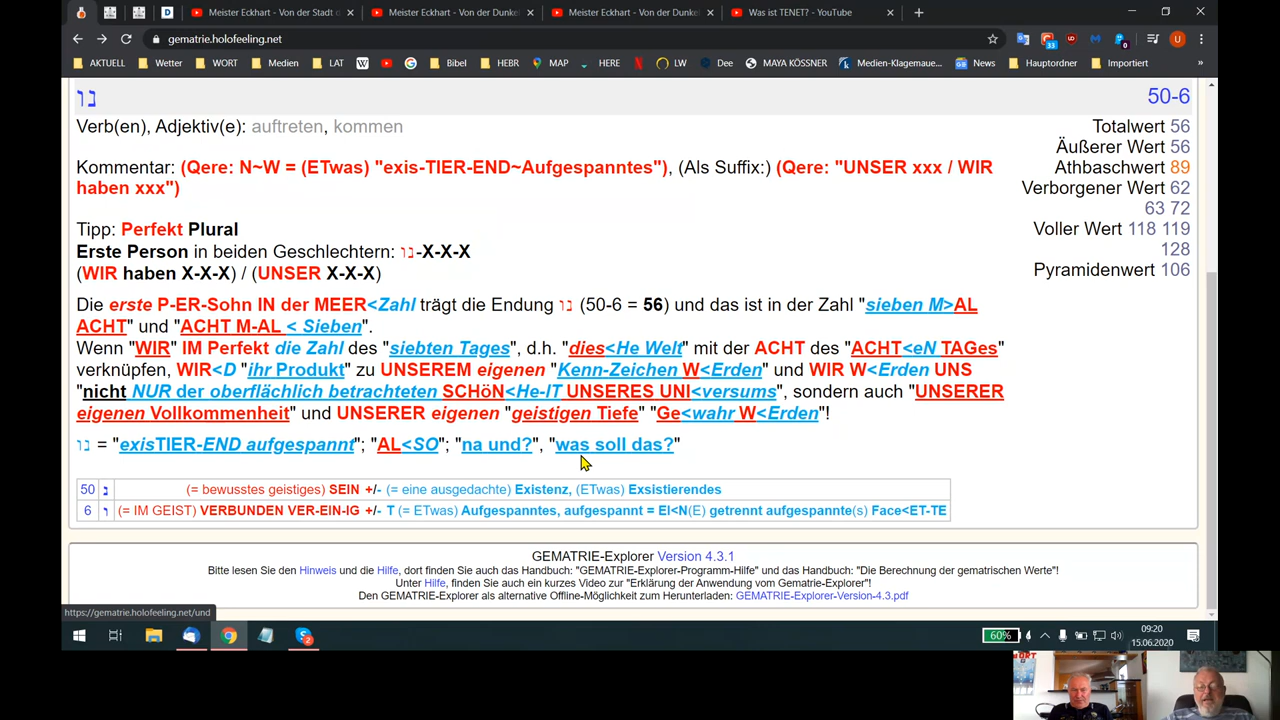 Meister Eckhart - Von der Stadt
Meister Eckhart - Von der Dunkel
Meister Eckhart - Von der Dunkel
Was ist TENET? - YouTube
gematrie.holofeeling.net
AKTUELL Wetter WORT Medien LAT Bibel HEBR MAP HERE LW Dee MAYA KÖSSNER Medien-Klagemaue... News Hauptordner Importiert
נו 50-6
Verb(en), Adjektiv(e): auftreten, kommen
Totalwert 56
Äußerer Wert 56
Athbaschwert 89
Verborgener Wert 62
63 72
Voller Wert 118 119
128
Pyramidenwert 106
Kommentar: (Qere: N~W = (ETwas) "exis-TIER-END~Aufgespanntes"), (Als Suffix:) (Qere: "UNSER xxx / WIR
haben xxx")
Tipp: Perfekt Plural
Erste Person in beiden Geschlechtern: נו-X-X-X
(WIR haben X-X-X) / (UNSER X-X-X)
Die erste P-ER-Sohn IN der MEER<Zahl trägt die Endung נו (50-6 = 56) und das ist in der Zahl "sieben M>AL
ACHT" und "ACHT M-AL < Sieben".
Wenn "WIR" IM Perfekt die Zahl des "siebten Tages", d.h. "dies<He Welt" mit der ACHT des "ACHT<eN TAGes"
verknüpfen, WIR<D "ihr Produkt" zu UNSEREM eigenen "Kenn-Zeichen W<Erden" und WIR W<Erden UNS
"nicht NUR der oberflächlich betrachteten SCHöN<He-IT UNSERES UNI<versums", sondern auch "UNSERER
eigenen Vollkommenheit" und UNSERER eigenen "geistigen Tiefe" "Ge<wahr W<Erden"!
נו = "exisTIER-END aufgespannt"; "AL<SO"; "na und?", "was soll das?"
50 נ (= bewusstes geistiges) SEIN +/- (= eine ausgedachte) Existenz, (ETwas) Exsistierendes
6 ו (= IM GEIST) VERBUNDEN VER-EIN-IG +/- T (= ETwas) Aufgespanntes, aufgespannt = EI<N(E) getrennt aufgespannte(s) Face<ET-TE
GEMATRIE-Explorer Version 4.3.1
Bitte lesen Sie den Hinweis und die Hilfe, dort finden Sie auch das Handbuch: "GEMATRIE-Explorer-Programm-Hilfe" und das Handbuch: "Die Berechnung der gematrischen Werte"!
Unter Hilfe, finden Sie auch ein kurzes Video zur "Erklärung der Anwendung vom Gematrie-Explorer"!
Den GEMATRIE-Explorer als alternative Offline-Möglichkeit zum Herunterladen: GEMATRIE-Explorer-Version-4.3.pdf
https://gematrie.holofeeling.net/und
60%
09:20
15.06.2020